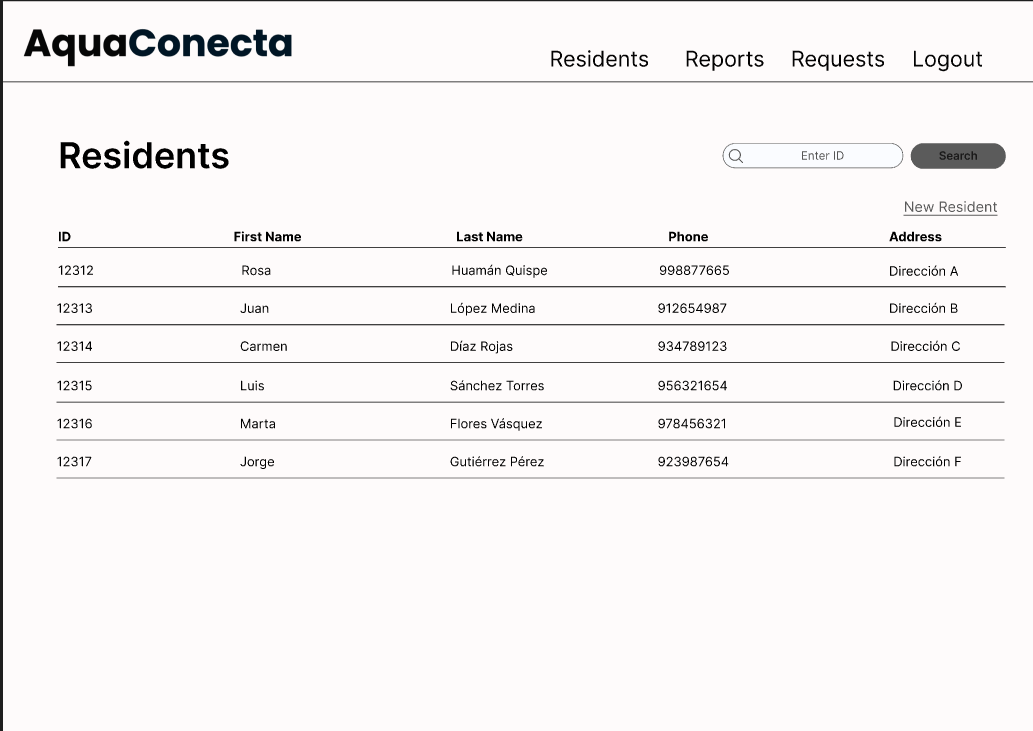 AquaConecta
Residents Reports Requests Logout
Residents
Enter ID Search
New Resident
ID First Name Last Name Phone Address
12312 Rosa Huamán Quispe 998877665 Dirección A
12313 Juan López Medina 912654987 Dirección B
12314 Carmen Díaz Rojas 934789123 Dirección C
12315 Luis Sánchez Torres 956321654 Dirección D
12316 Marta Flores Vásquez 978456321 Dirección E
12317 Jorge Gutiérrez Pérez 923987654 Dirección F